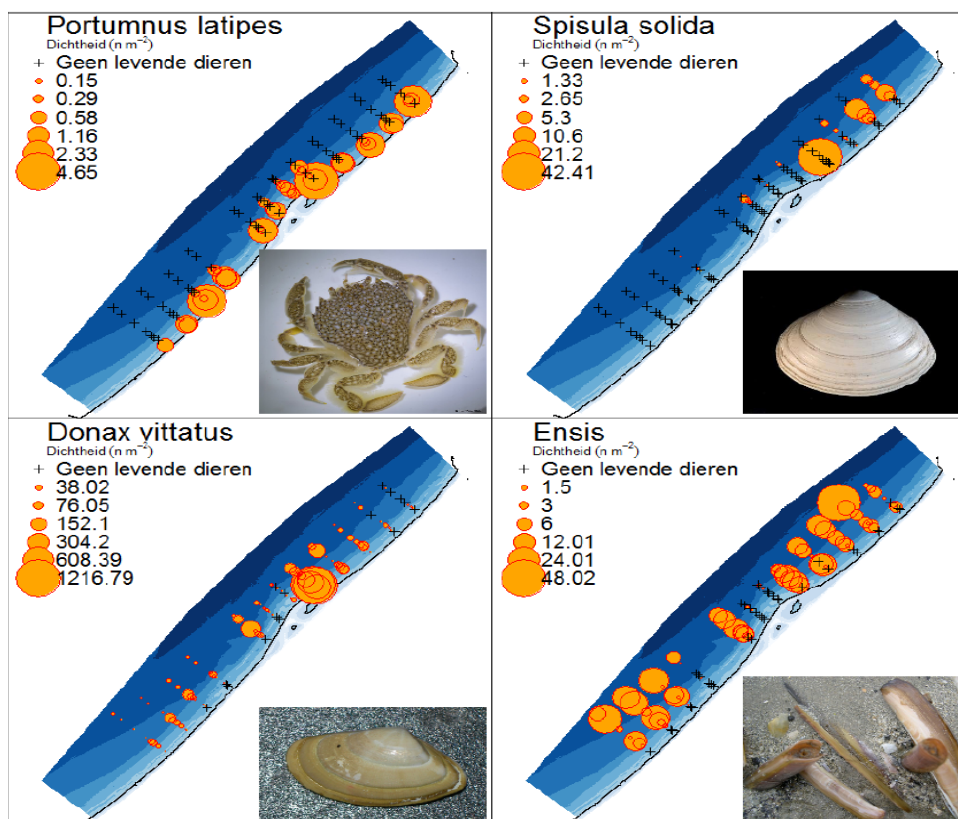 Portumnus latipes
Dichtheid (n m⁻²)
Geen levende dieren
0.15
0.29
0.58
1.16
2.33
4.65
Spisula solida
Dichtheid (n m⁻²)
Geen levende dieren
1.33
2.65
5.3
10.6
21.2
42.41
Donax vittatus
Dichtheid (n m⁻²)
Geen levende dieren
38.02
76.05
152.1
304.2
608.39
1216.79
Ensis
Dichtheid (n m⁻²)
Geen levende dieren
1.5
3
6
12.01
24.01
48.02